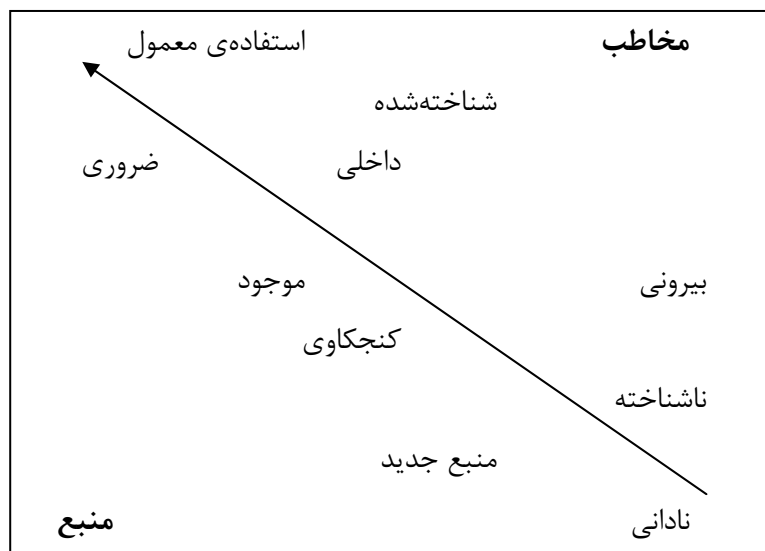 مخاطب
استفاده‌ی معمول
شناخته‌شده
داخلی
ضروری
بیرونی
موجود
کنجکاوی
ناشناخته
منبع جدید
نادانی
منبع